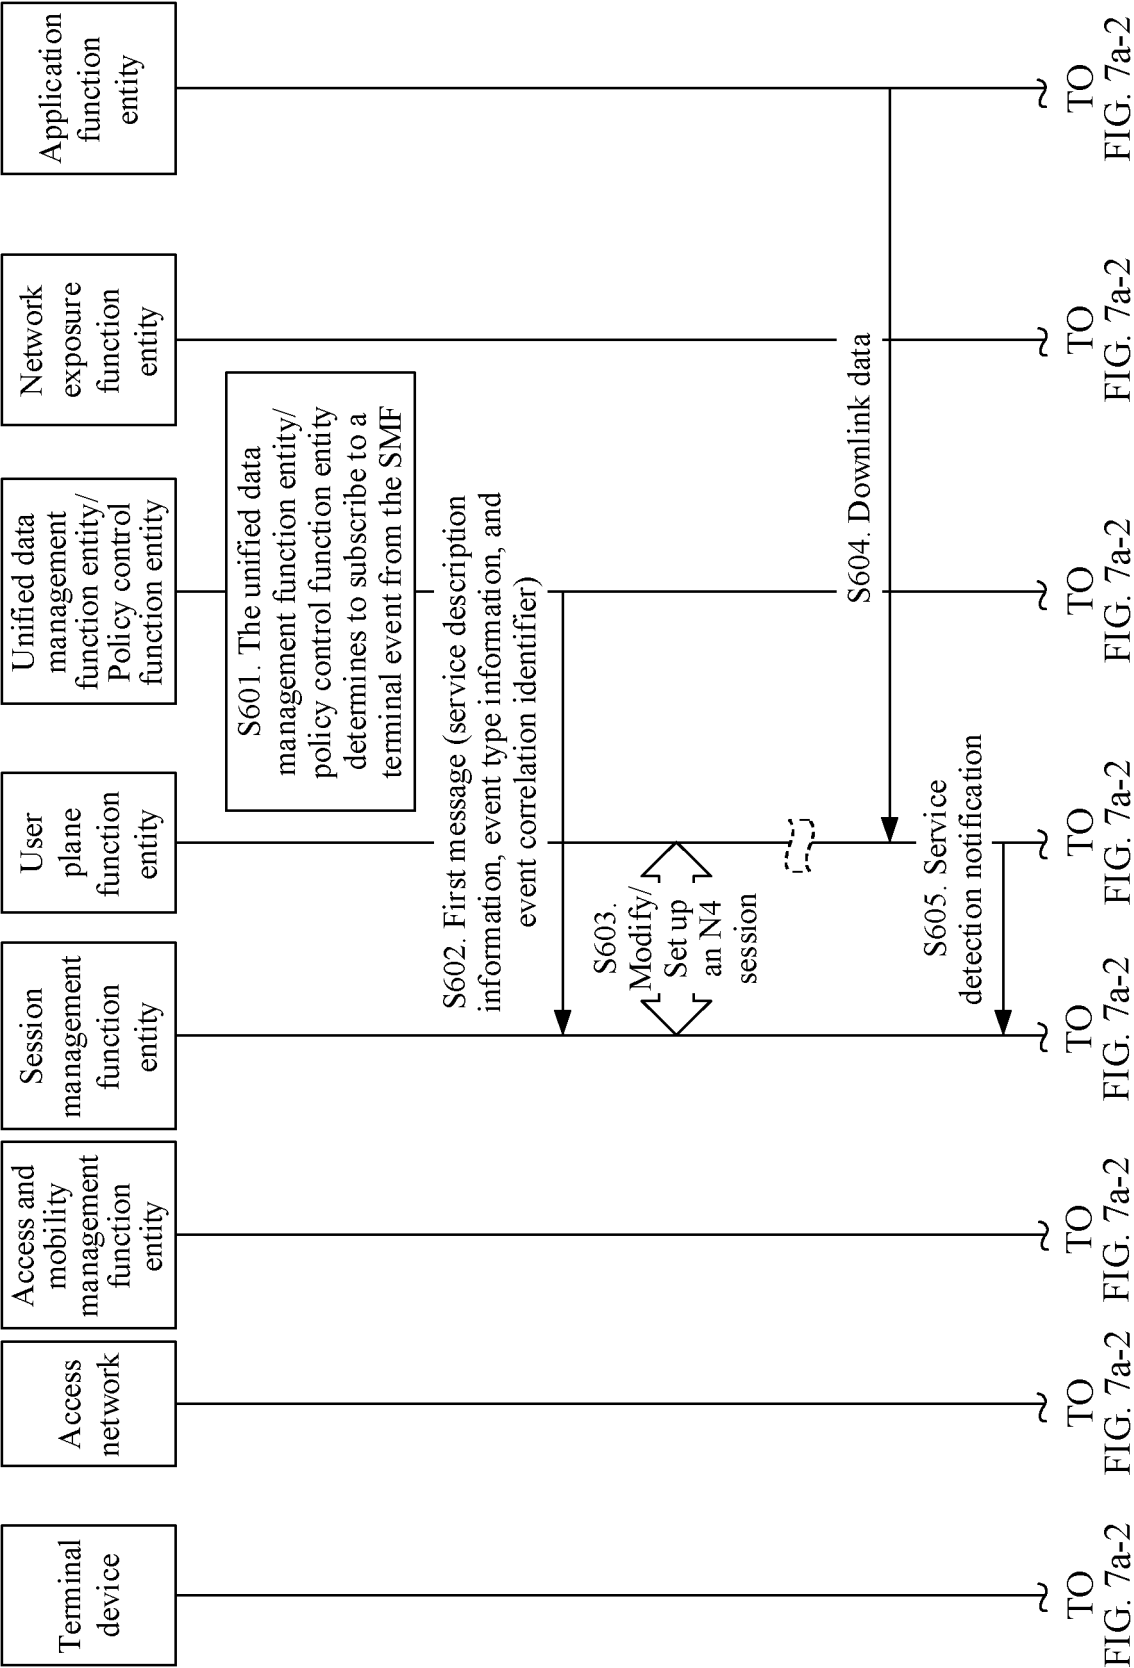 Terminal
device
Access
network
Access and
mobility
management
function
entity
Session
management
function
entity
User
plane
function
entity
Unified data
management
function entity/
Policy control
function entity
Network
exposure
function
entity
Application
function
entity
S601. The unified data
management function entity/
policy control function entity
determines to subscribe to a
terminal event from the SMF
S602. First message (service description
information, event type information, and
event correlation identifier)
S603.
Modify/
Set up
an N4
session
S604. Downlink data
S605. Service
detection notification
TO
FIG. 7a-2
TO
FIG. 7a-2
TO
FIG. 7a-2
TO
FIG. 7a-2
TO
FIG. 7a-2
TO
FIG. 7a-2
TO
FIG. 7a-2
TO
FIG. 7a-2